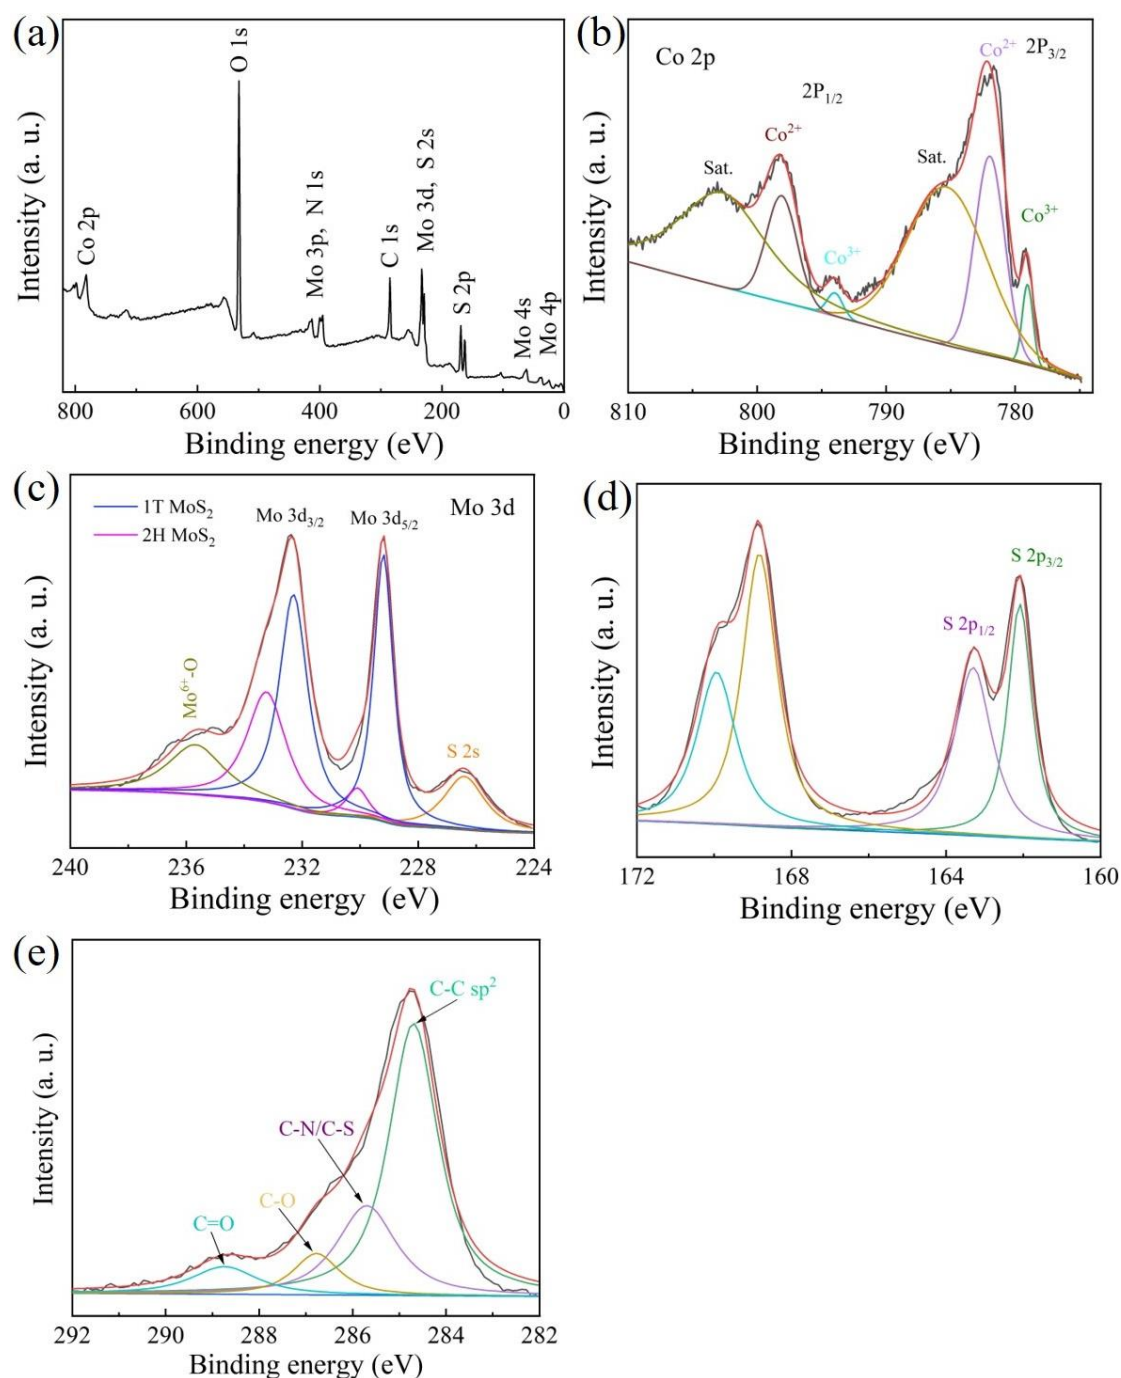 (a)
O 1s
Co 2p
Mo 3p, N 1s
C 1s
Mo 3d, S 2s
S 2p
Mo 4s
Mo 4p
Intensity (a. u.)
800 600 400 200 0
Binding energy (eV)
(b)
Co 2p
2P1/2
Co2+
2P3/2
Co2+
Sat.
Sat.
Co3+
Co3+
Intensity (a. u.)
810 800 790 780
Binding energy (eV)
(c)
1T MoS2
2H MoS2
Mo 3d3/2
Mo 3d5/2
Mo 3d
Mo6+-O
S 2s
Intensity (a. u.)
240 236 232 228 224
Binding energy (eV)
(d)
S 2p3/2
S 2p1/2
Intensity (a. u.)
172 168 164 160
Binding energy (eV)
(e)
C-C sp2
C-N/C-S
C-O
C=O
Intensity (a. u.)
292 290 288 286 284 282
Binding energy (eV)